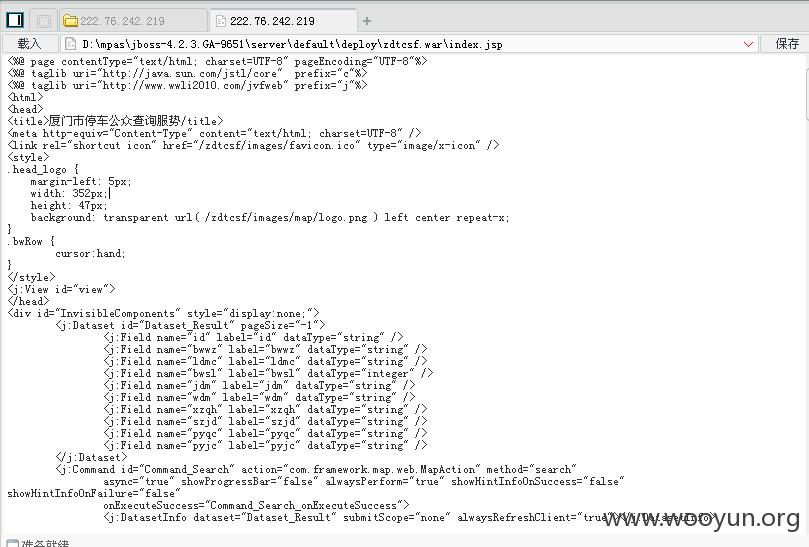 222.76.242.219
222.76.242.219
+
载入
D:\mpas\jboss-4.2.3.GA-9651\server\default\deploy\zdtcsf.war\index.jsp
保存
<%@ page contentType="text/html; charset=UTF-8" pageEncoding="UTF-8"%>
<%@ taglib uri="http://java.sun.com/jstl/core" prefix="c"%>
<%@ taglib uri="http://www.wwli2010.com/jvfweb" prefix="j"%>
<html>
<head>
<title>厦门市停车公众查询服势/title>
<meta http-equiv="Content-Type" content="text/html; charset=UTF-8" />
<link rel="shortcut icon" href="/zdtcsf/images/favicon.ico" type="image/x-icon" />
<style>
.head_logo {
margin-left: 5px;
width: 352px;
height: 47px;
background: transparent url( /zdtcsf/images/map/logo.png ) left center repeat-x;
}
.bwRow {
cursor:hand;
}
</style>
<j:View id="view">
</head>
<div id="InvisibleComponents" style="display:none;">
<j:Dataset id="Dataset_Result" pageSize="-1">
<j:Field name="id" label="id" dataType="string" />
<j:Field name="bwwz" label="bwwz" dataType="string" />
<j:Field name="ldmc" label="ldmc" dataType="string" />
<j:Field name="bwsl" label="bwsl" dataType="integer" />
<j:Field name="jdm" label="jdm" dataType="string" />
<j:Field name="wdm" label="wdm" dataType="string" />
<j:Field name="xzqh" label="xzqh" dataType="string" />
<j:Field name="szjd" label="szjd" dataType="string" />
<j:Field name="pyqc" label="pyqc" dataType="string" />
<j:Field name="pyjc" label="pyjc" dataType="string" />
</j:Dataset>
<j:Command id="Command_Search" action="com.framework.map.web.MapAction" method="search"
async="true" showProgressBar="false" alwaysPerform="true" showHintInfoOnSuccess="false"
showHintInfoOnFailure="false"
onExecuteSuccess="Command_Search_onExecuteSuccess">
<j:DatasetInfo dataset="Dataset_Result" submitScope="none" alwaysRefreshClient="true"></j:DatasetInfo>
www.wooyun.org
准备就绪